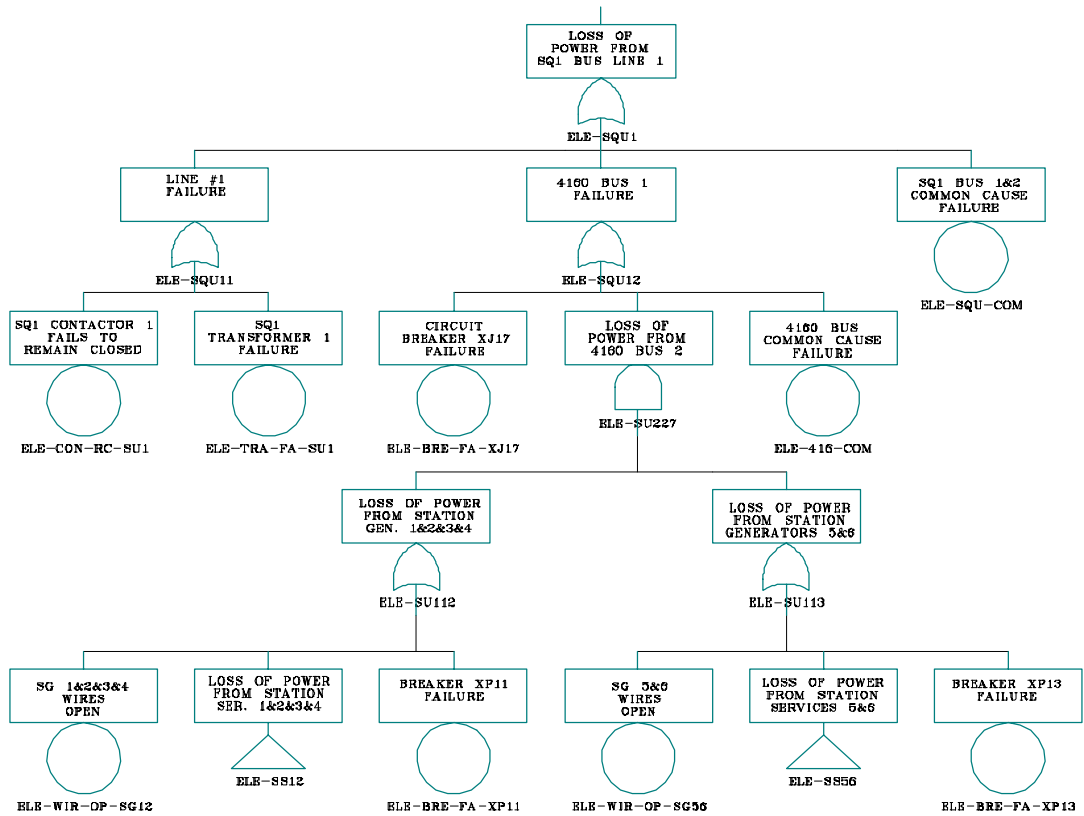 LOSS OF
POWER FROM
SQ1 BUS LINE 1
ELE-SQU1
LINE #1
FAILURE
ELE-SQU11
4160 BUS 1
FAILURE
ELE-SQU12
SQ1 BUS 1&2
COMMON CAUSE
FAILURE
ELE-SQU-COM
SQ1 CONTACTOR 1
FAILS TO
REMAIN CLOSED
ELE-CON-RC-SU1
SQ1
TRANSFORMER 1
FAILURE
ELE-TRA-FA-SU1
CIRCUIT
BREAKER XJ17
FAILURE
ELE-BRE-FA-XJ17
LOSS OF
POWER FROM
4160 BUS 2
ELE-SU227
4160 BUS
COMMON CAUSE
FAILURE
ELE-416-COM
LOSS OF POWER
FROM STATION
GEN. 1&2&3&4
ELE-SU112
LOSS OF POWER
FROM STATION
GENERATORS 5&6
ELE-SU113
SG 1&2&3&4
WIRES
OPEN
ELE-WIR-OP-SG12
LOSS OF POWER
FROM STATION
SER. 1&2&3&4
ELE-SS12
BREAKER XP11
FAILURE
ELE-BRE-FA-XP11
SG 5&6
WIRES
OPEN
ELE-WIR-OP-SG56
LOSS OF POWER
FROM STATION
SERVICES 5&6
ELE-SS56
BREAKER XP13
FAILURE
ELE-BRE-FA-XP13